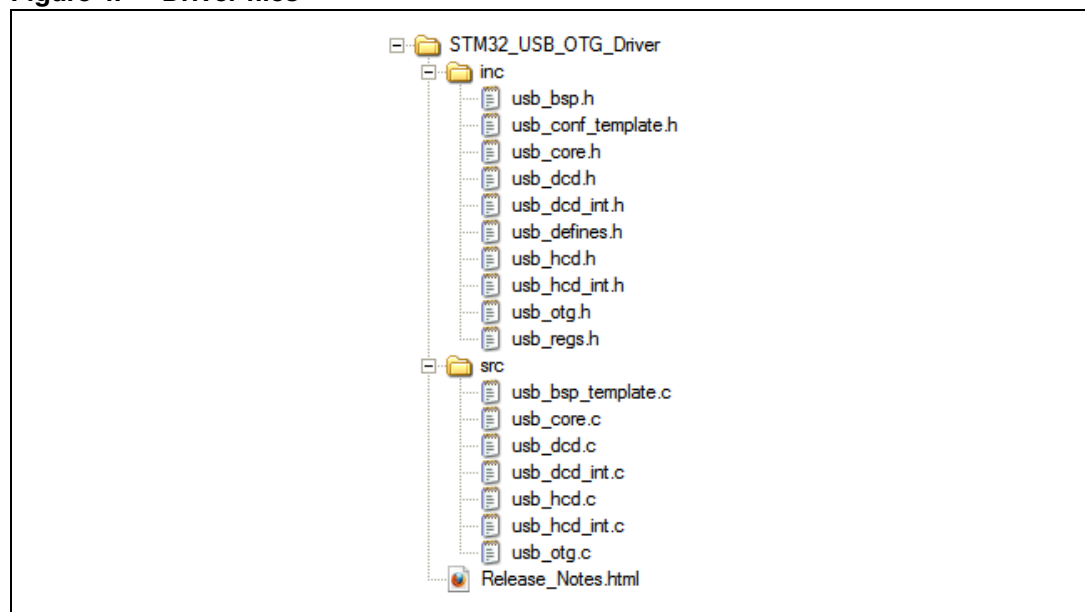 STM32_USB_OTG_Driver
inc
usb_bsp.h
usb_conf_template.h
usb_core.h
usb_dcd.h
usb_dcd_int.h
usb_defines.h
usb_hcd.h
usb_hcd_int.h
usb_otg.h
usb_regs.h
src
usb_bsp_template.c
usb_core.c
usb_dcd.c
usb_dcd_int.c
usb_hcd.c
usb_hcd_int.c
usb_otg.c
Release_Notes.html